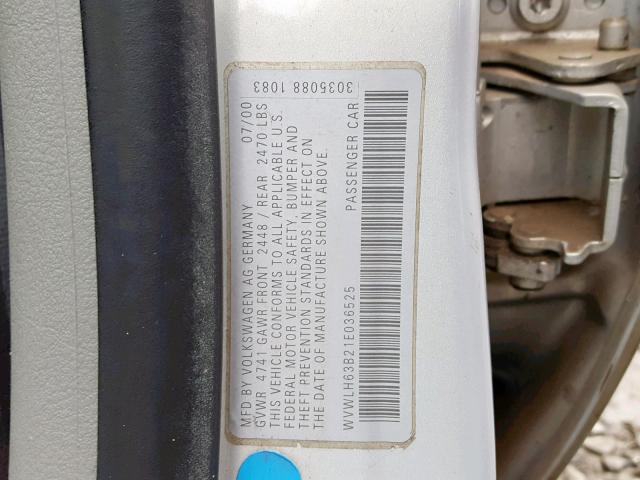 3035088 1083
MFD BY VOLKSWAGEN AG GERMANY 07/00
GVWR 4741 GAWR FRONT 2448 / REAR 2470 LBS
THIS VEHICLE CONFORMS TO ALL APPLICABLE U.S.
FEDERAL MOTOR VEHICLE SAFETY, BUMPER AND
THEFT PREVENTION STANDARDS IN EFFECT ON
THE DATE OF MANUFACTURE SHOWN ABOVE.
WVWLH63B21E036525 PASSENGER CAR